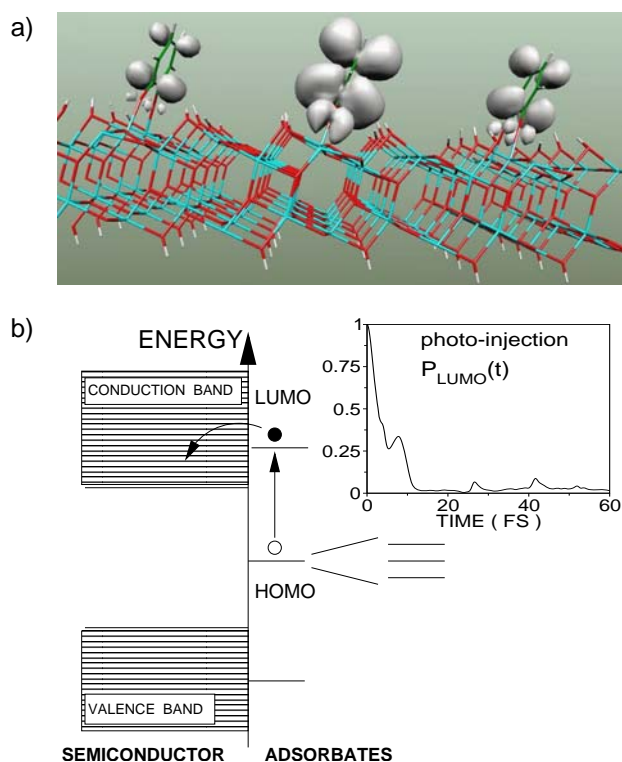 a)
b)
ENERGY
CONDUCTION BAND
LUMO
HOMO
VALENCE BAND
SEMICONDUCTOR ADSORBATES
1
0.75
0.5
0.25
0
photo-injection
P_LUMO(t)
20 40 60
TIME ( FS )